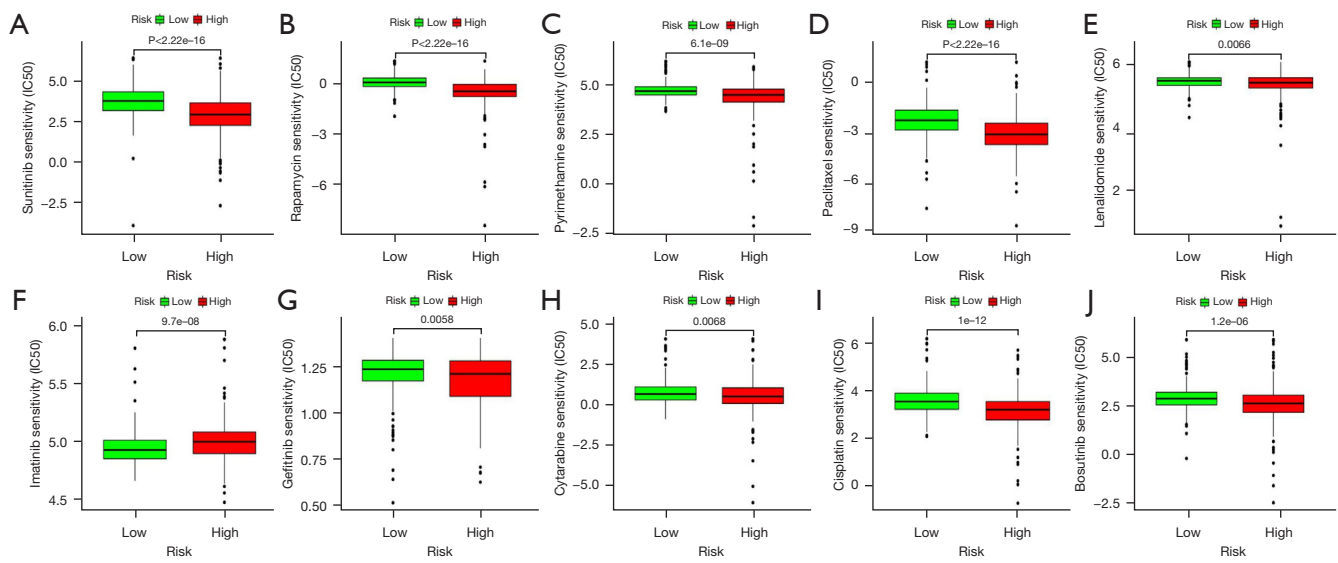 A
Risk Low High
P<2.22e−16
Sunitinib sensitivity (IC50)
5.0
2.5
0.0
−2.5
Low High
Risk
B
Risk Low High
P<2.22e−16
Rapamycin sensitivity (IC50)
0
−3
−6
Low High
Risk
C
Risk Low High
6.1e−09
Pyrimethamine sensitivity (IC50)
5.0
2.5
0.0
−2.5
Low High
Risk
D
Risk Low High
P<2.22e−16
Paclitaxel sensitivity (IC50)
0
−3
−6
−9
Low High
Risk
E
Risk Low High
0.0066
Lenalidomide sensitivity (IC50)
6
4
2
Low High
Risk
F
Risk Low High
9.7e−08
Imatinib sensitivity (IC50)
6.0
5.5
5.0
4.5
Low High
Risk
G
Risk Low High
0.0058
Gefitinib sensitivity (IC50)
1.25
1.00
0.75
0.50
Low High
Risk
H
Risk Low High
0.0068
Cytarabine sensitivity (IC50)
5.0
2.5
0.0
−2.5
−5.0
Low High
Risk
I
Risk Low High
1e−12
Cisplatin sensitivity (IC50)
6
4
2
0
Low High
Risk
J
Risk Low High
1.2e−06
Bosutinib sensitivity (IC50)
5.0
2.5
0.0
−2.5
Low High
Risk